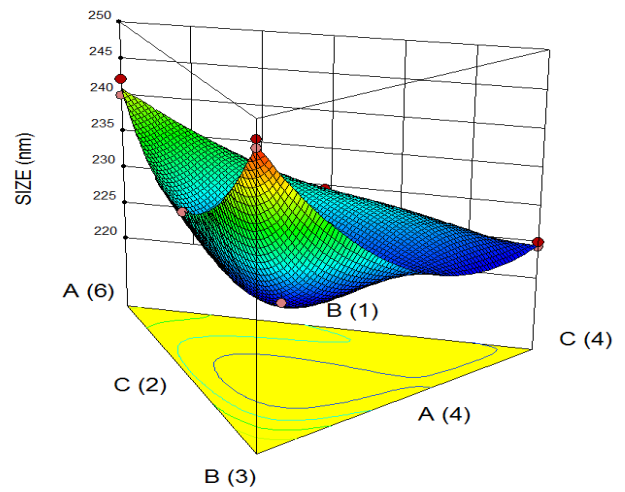 250
245
240
235
230
225
220
SIZE (nm)
A (6)
B (1)
C (4)
C (2)
A (4)
B (3)